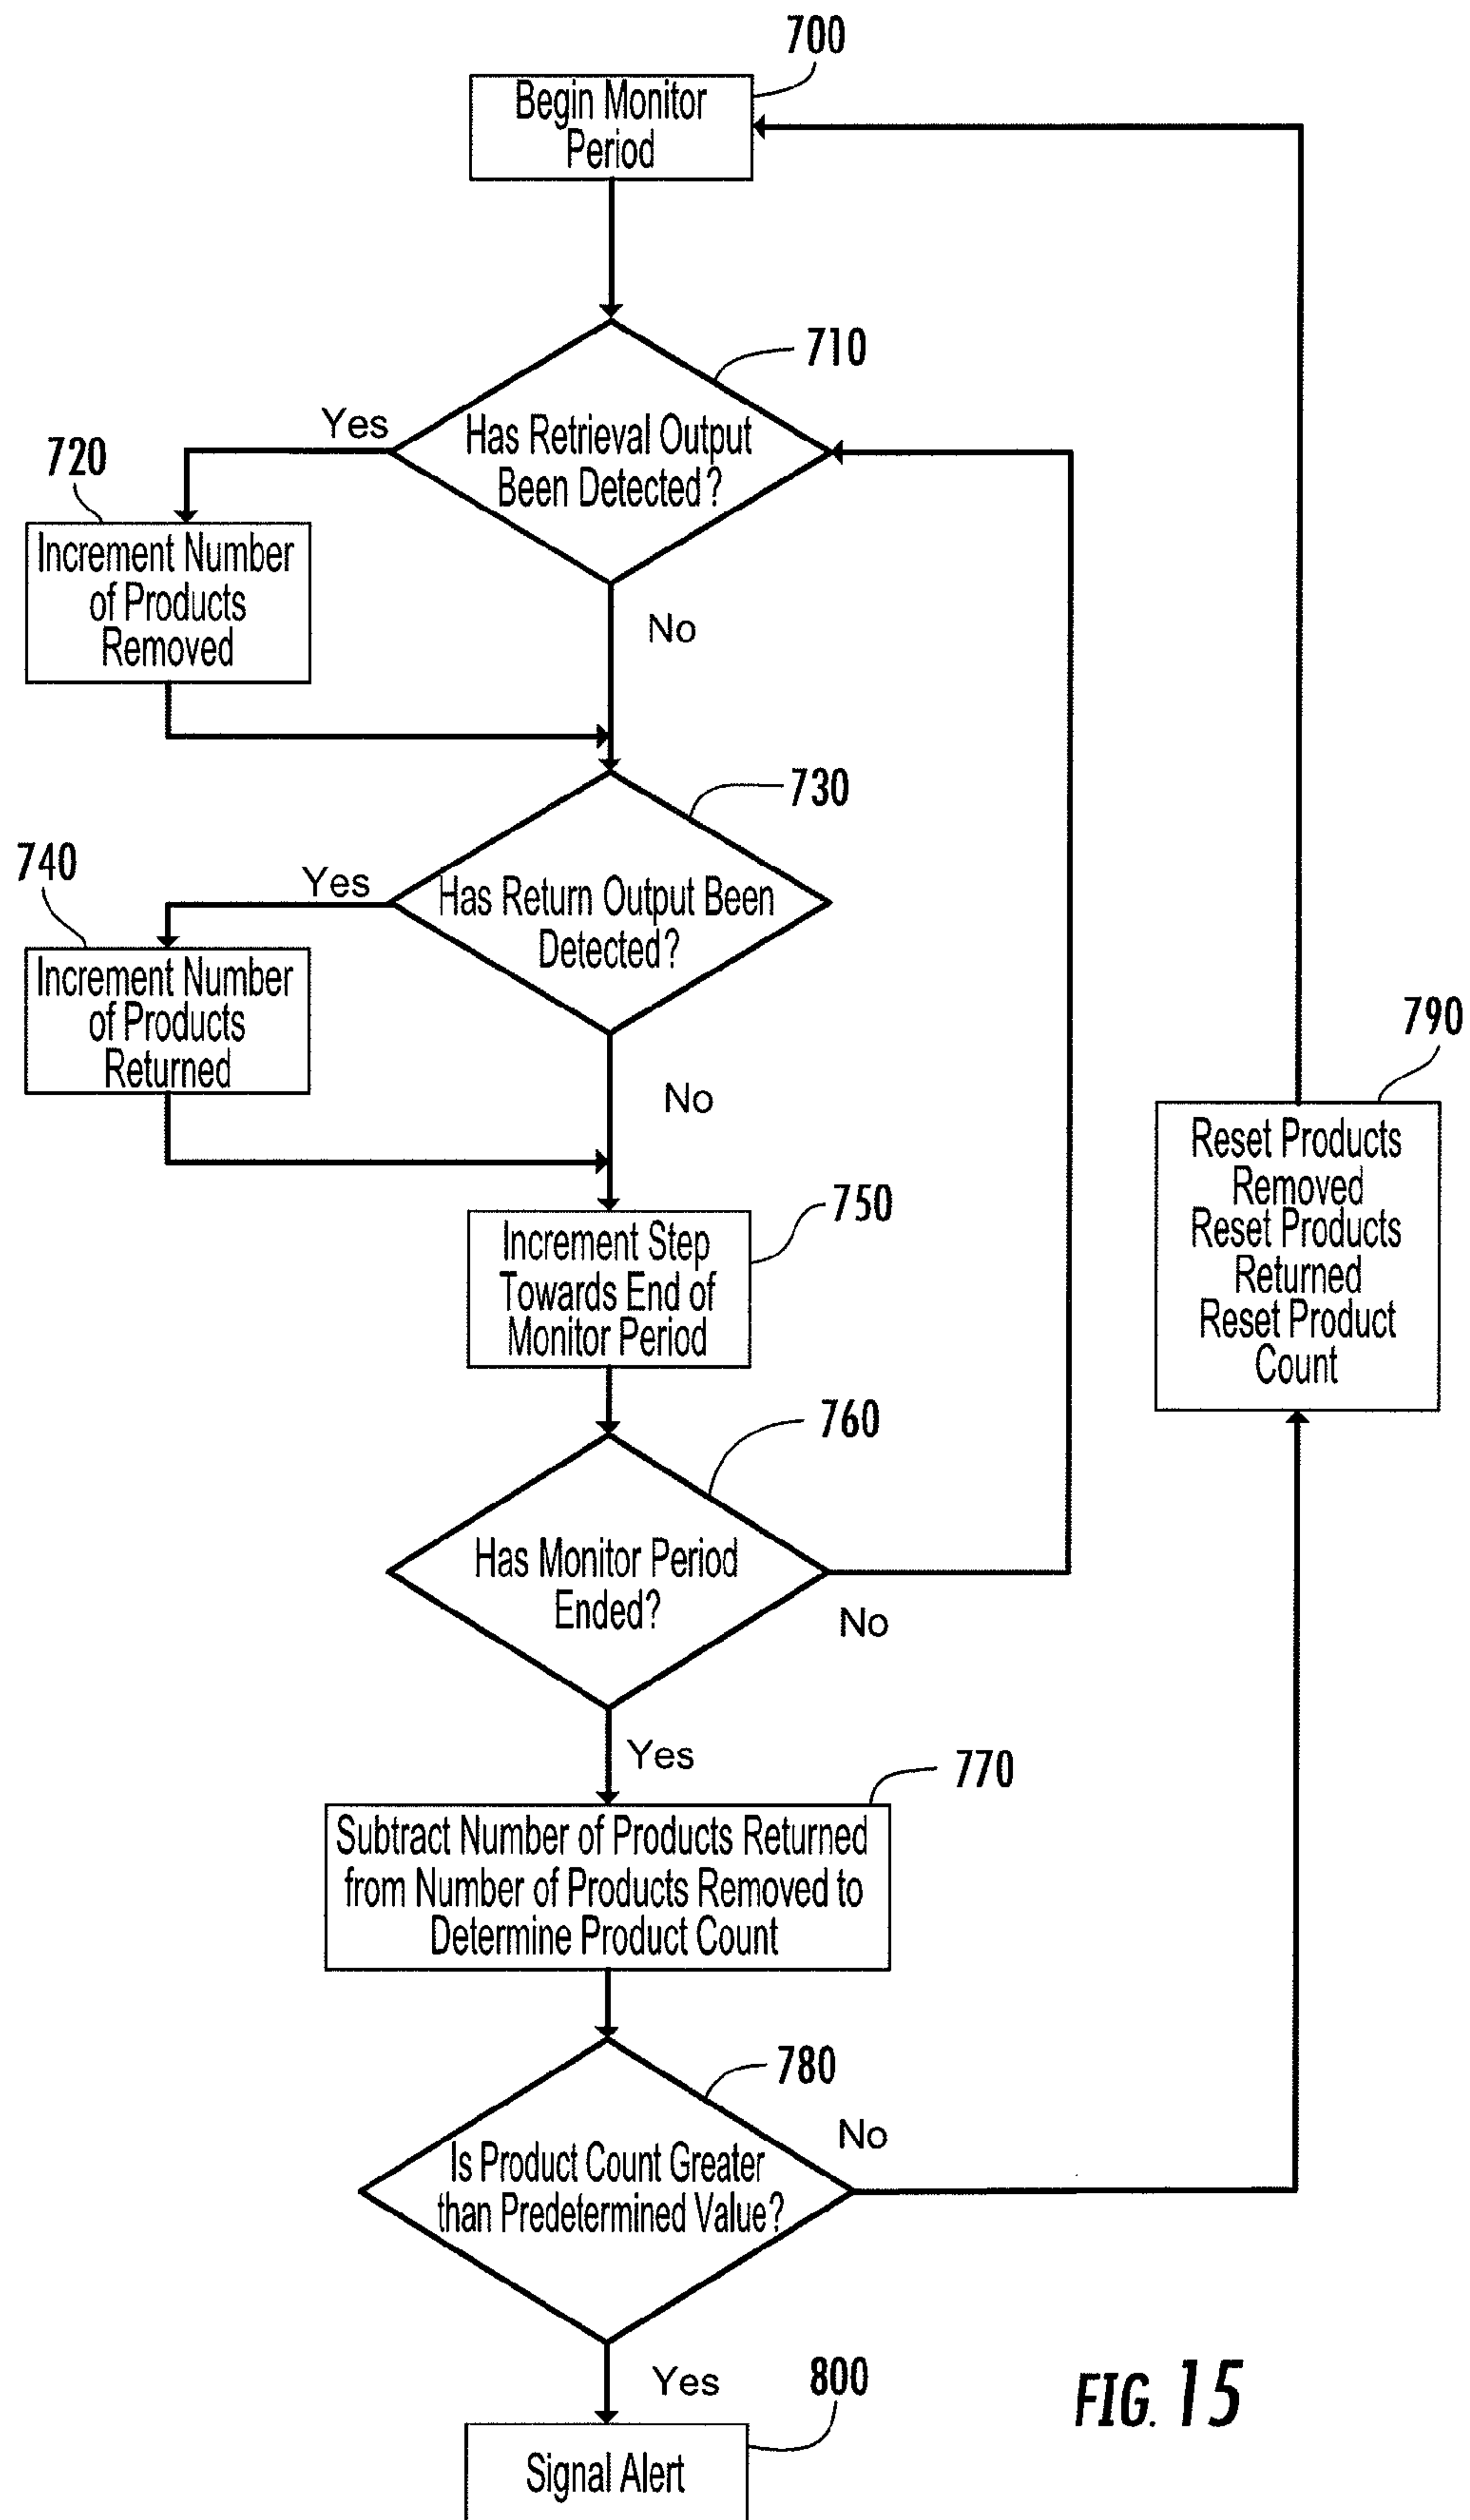 700
Begin Monitor
Period
710
Has Retrieval Output
Been Detected?
Yes
No
720
Increment Number
of Products
Removed
730
Has Return Output Been
Detected?
Yes
No
740
Increment Number
of Products
Returned
750
Increment Step
Towards End of
Monitor Period
760
Has Monitor Period
Ended?
No
Yes
770
Subtract Number of Products Returned
from Number of Products Removed to
Determine Product Count
780
Is Product Count Greater
than Predetermined Value?
No
Yes
790
Reset Products
Removed
Reset Products
Returned
Reset Product
Count
800
Signal Alert
FIG. 15